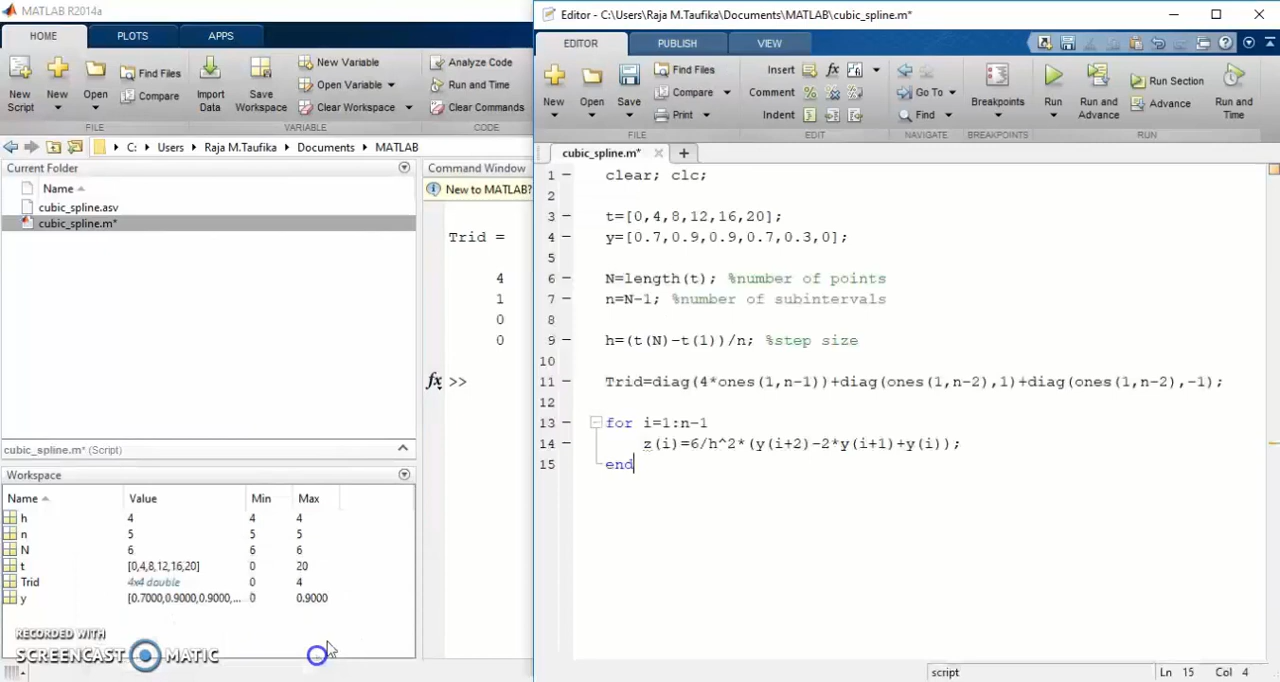 MATLAB R2014a
HOME PLOTS APPS
New Script
New
Open
Find Files
Compare
Import Data
Save Workspace
New Variable
Open Variable
Clear Workspace
Analyze Code
Run and Time
Clear Commands
FILE VARIABLE CODE
C: Users Raja M.Taufika Documents MATLAB
Current Folder
Name
cubic_spline.asv
cubic_spline.m*
cubic_spline.m* (Script)
Workspace
Name Value Min Max
h 4 4 4
n 5 5 5
N 6 6 6
t [0,4,8,12,16,20] 0 20
Trid 4x4 double 0 4
y [0.7000,0.9000,0.9000,... 0 0.9000
RECORDED WITH
SCREENCAST MATIC
Command Window
New to MATLAB?
Trid =
4
1
0
0
fx >>
Editor - C:\Users\Raja M.Taufika\Documents\MATLAB\cubic_spline.m*
EDITOR PUBLISH VIEW
New
Open
Save
Find Files
Compare
Print
Insert fx
Comment
Indent
Go To
Find
Breakpoints
Run
Run and Advance
Run Section
Advance
Run and Time
FILE EDIT NAVIGATE BREAKPOINTS RUN
cubic_spline.m*
1 clear; clc;
2
3 t=[0,4,8,12,16,20];
4 y=[0.7,0.9,0.9,0.7,0.3,0];
5
6 N=length(t); %number of points
7 n=N-1; %number of subintervals
8
9 h=(t(N)-t(1))/n; %step size
10
11 Trid=diag(4*ones(1,n-1))+diag(ones(1,n-2),1)+diag(ones(1,n-2),-1);
12
13 for i=1:n-1
14 z(i)=6/h^2*(y(i+2)-2*y(i+1)+y(i));
15 end
script Ln 15 Col 4